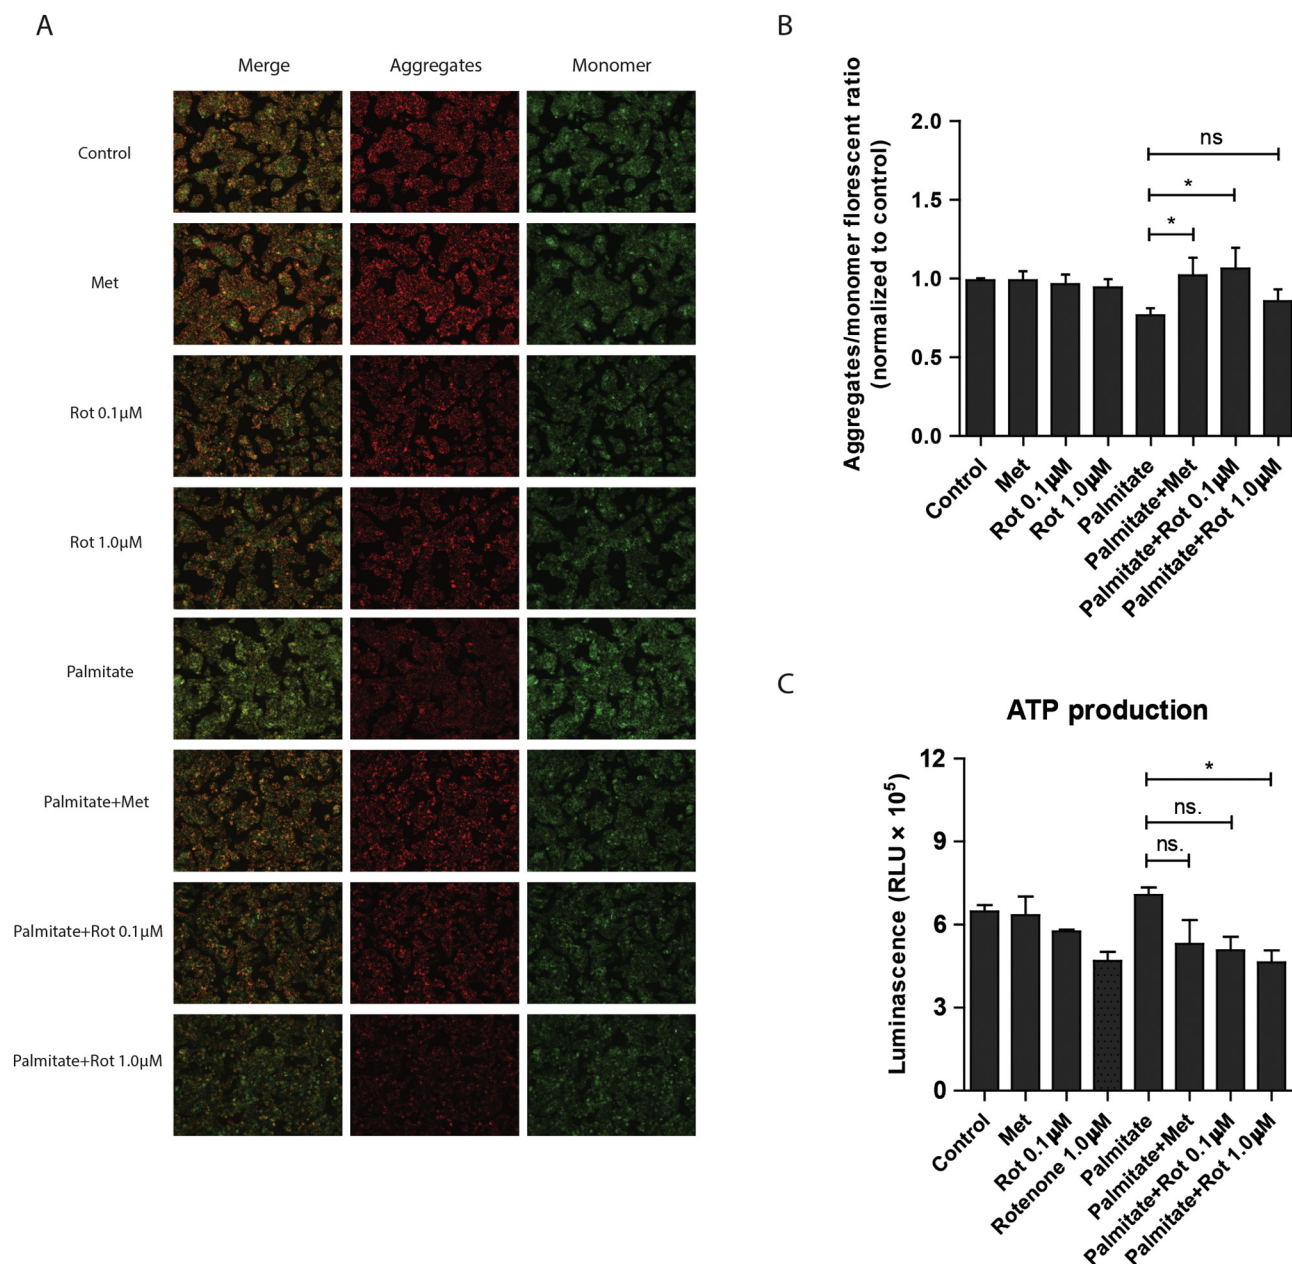 A
Merge
Aggregates
Monomer
Control
Met
Rot 0.1μM
Rot 1.0μM
Palmitate
Palmitate+Met
Palmitate+Rot 0.1μM
Palmitate+Rot 1.0μM
B
Aggregates/monomer florescent ratio
(normalized to control)
2.0
1.5
1.0
0.5
0.0
ns
*
*
Control
Met
Rot 0.1μM
Rot 1.0μM
Palmitate
Palmitate+Met
Palmitate+Rot 0.1μM
Palmitate+Rot 1.0μM
C
ATP production
Luminascence (RLU × 10⁵)
12
9
6
3
0
*
ns.
ns.
Control
Met
Rot 0.1μM
Rotenone 1.0μM
Palmitate
Palmitate+Met
Palmitate+Rot 0.1μM
Palmitate+Rot 1.0μM